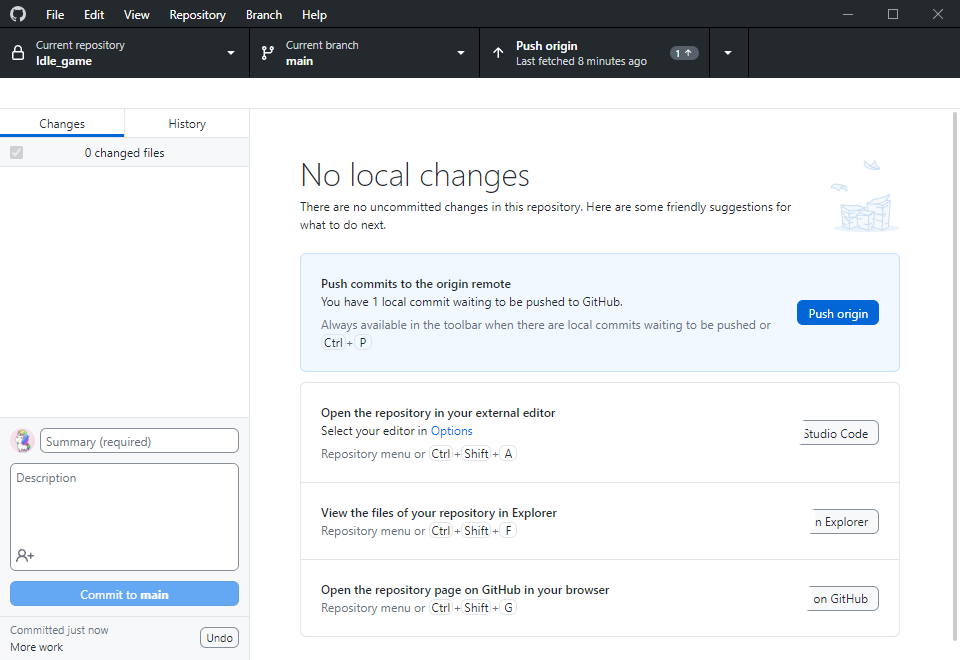 File Edit View Repository Branch Help
Current repository
Idle_game
Current branch
main
Push origin
Last fetched 8 minutes ago
1
Changes
History
0 changed files
No local changes
There are no uncommitted changes in this repository. Here are some friendly suggestions for
what to do next.
Push commits to the origin remote
You have 1 local commit waiting to be pushed to GitHub.
Always available in the toolbar when there are local commits waiting to be pushed or
Ctrl + P
Push origin
Open the repository in your external editor
Select your editor in Options
Repository menu or Ctrl + Shift + A
Studio Code
View the files of your repository in Explorer
Repository menu or Ctrl + Shift + F
n Explorer
Open the repository page on GitHub in your browser
Repository menu or Ctrl + Shift + G
on GitHub
Summary (required)
Description
Commit to main
Committed just now
More work
Undo